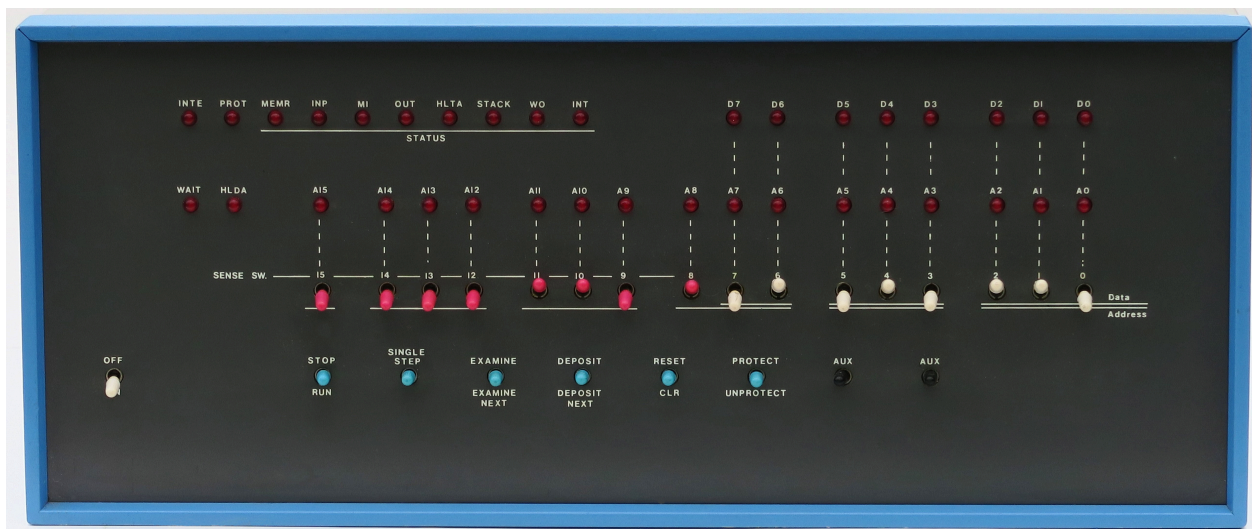 INTE PROT MEMR INP MI OUT HLTA STACK WO INT D7 D6 D5 D4 D3 D2 D1 D0
STATUS
WAIT HLDA A15 A14 A13 A12 A11 A10 A9 A8 A7 A6 A5 A4 A3 A2 A1 A0
SENSE SW. 15 14 13 12 11 10 9 8 7 6 5 4 3 2 1 0
Data
Address
OFF STOP SINGLE STEP EXAMINE DEPOSIT RESET PROTECT AUX AUX
RUN EXAMINE NEXT DEPOSIT NEXT CLR UNPROTECT